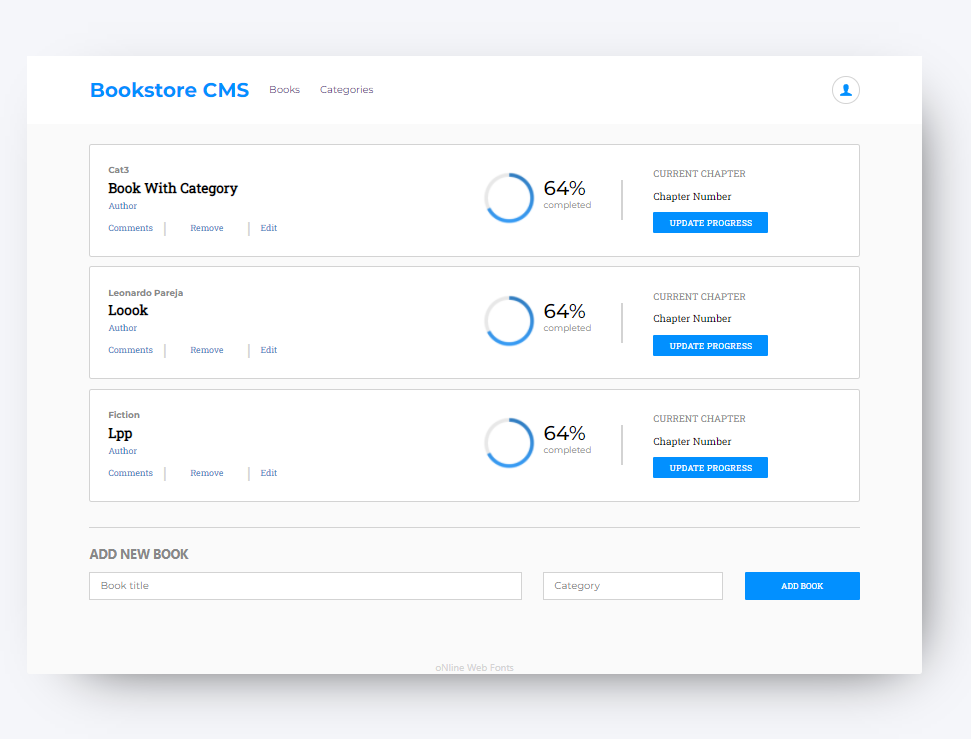 Bookstore CMS Books Categories
Cat3
Book With Category
Author
Comments Remove Edit
64%
completed
CURRENT CHAPTER
Chapter Number
UPDATE PROGRESS
Leonardo Pareja
Loook
Author
Comments Remove Edit
64%
completed
CURRENT CHAPTER
Chapter Number
UPDATE PROGRESS
Fiction
Lpp
Author
Comments Remove Edit
64%
completed
CURRENT CHAPTER
Chapter Number
UPDATE PROGRESS
ADD NEW BOOK
Book title Category ADD BOOK
oNline Web Fonts